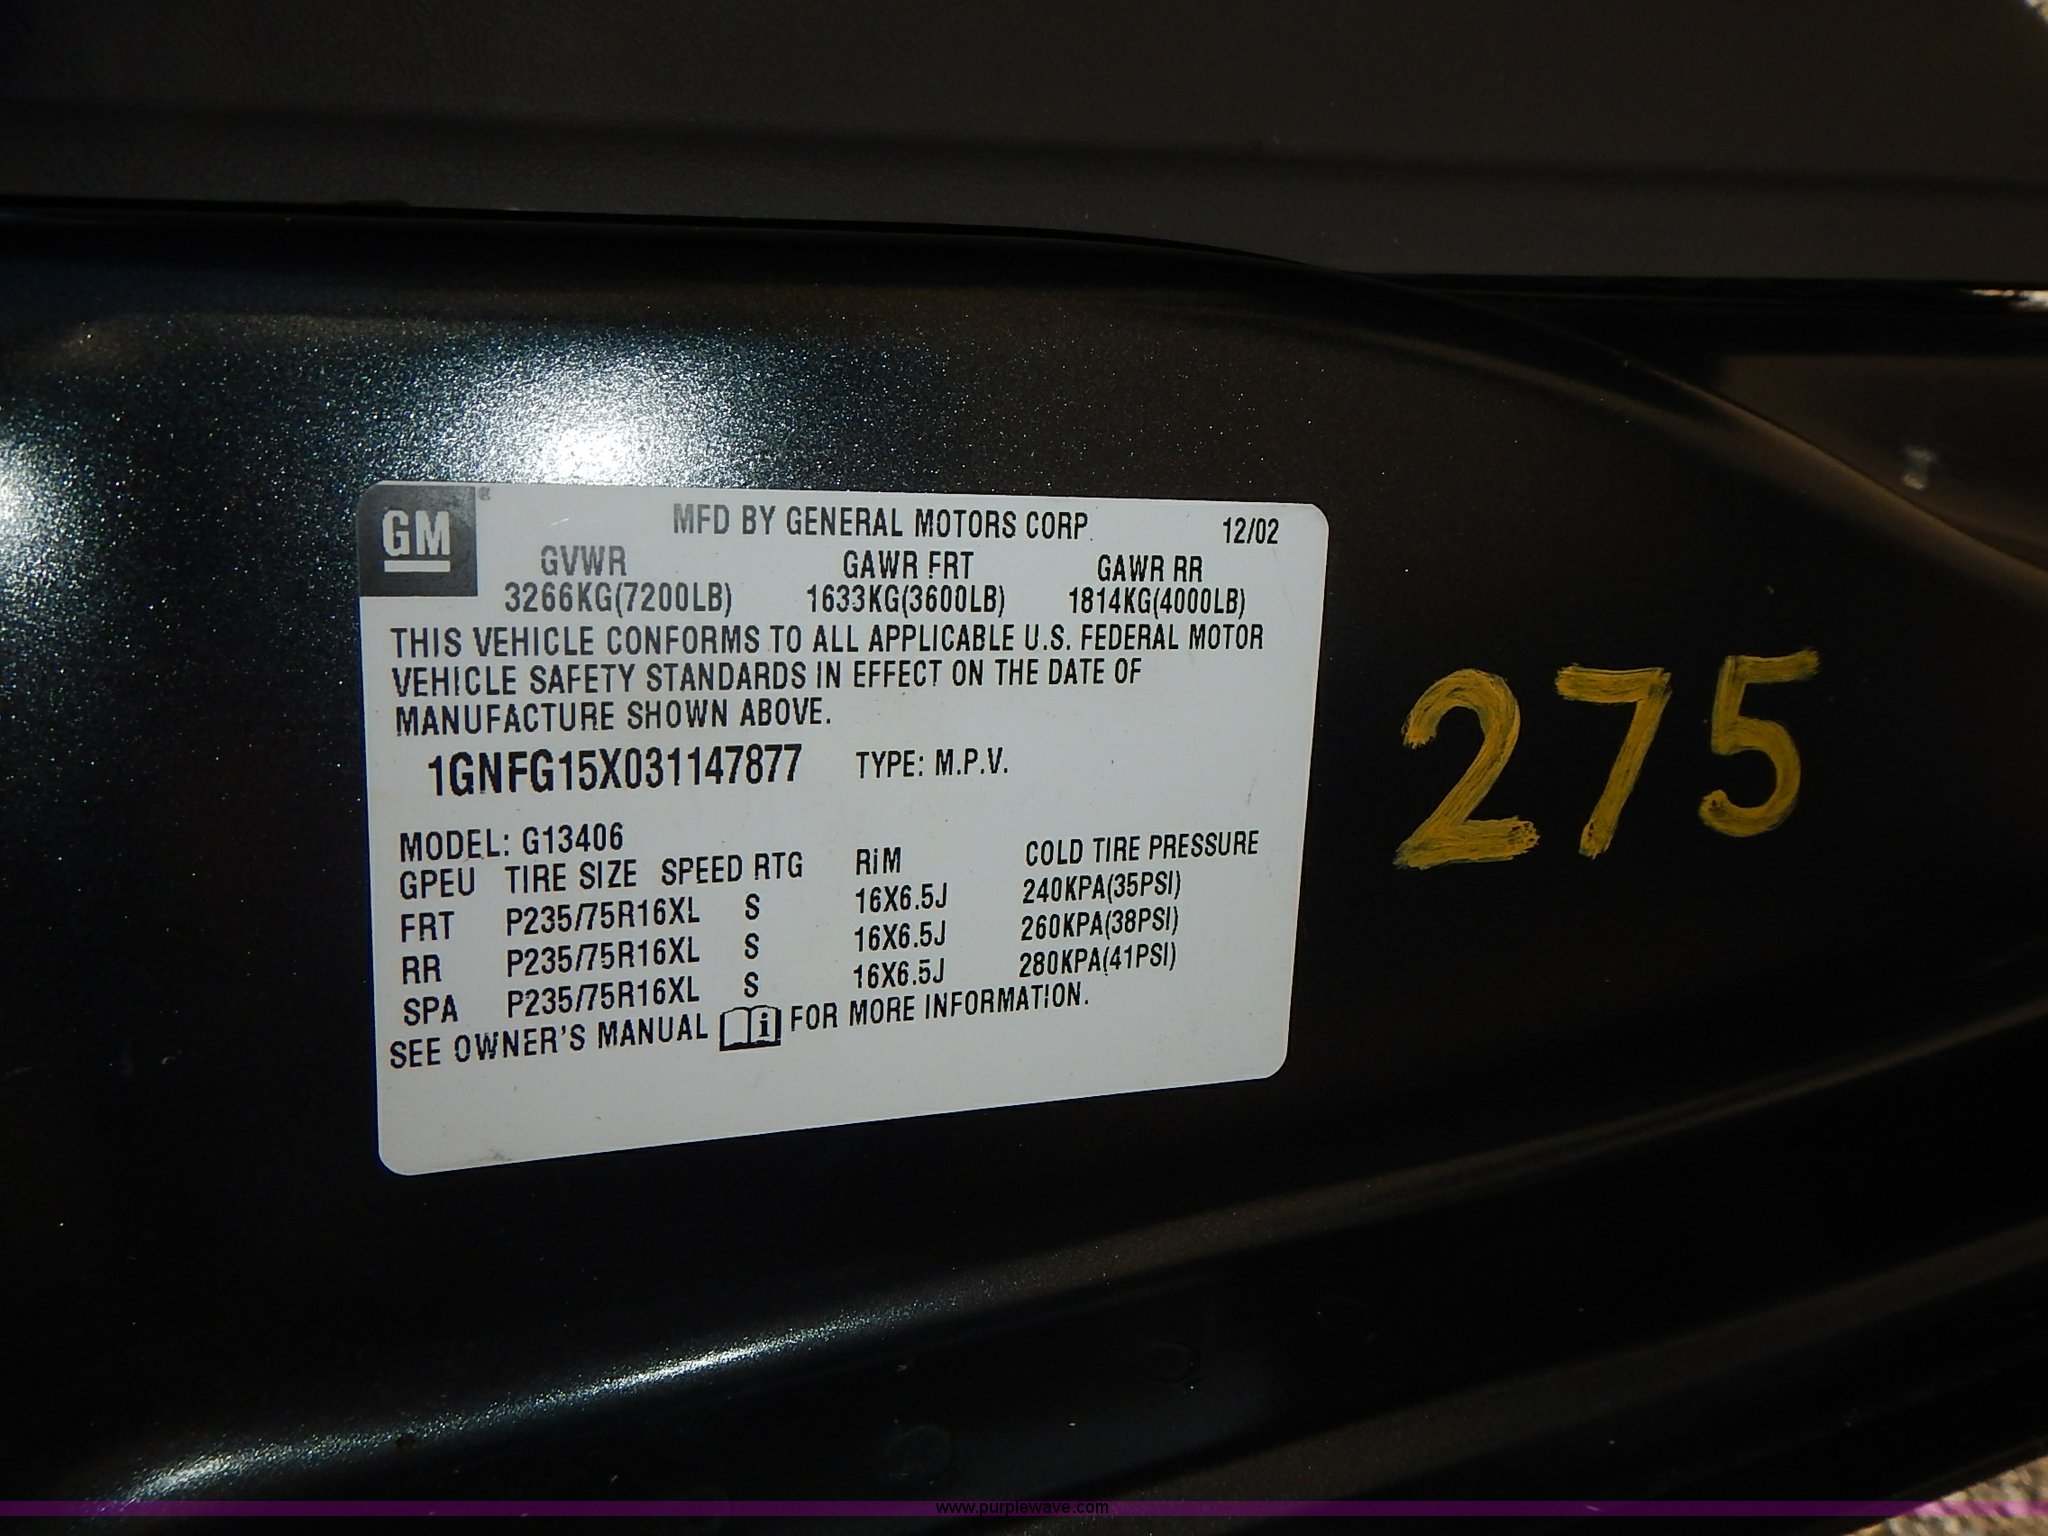 GM ®
MFD BY GENERAL MOTORS CORP 12/02
GVWR GAWR FRT GAWR RR
3266KG(7200LB) 1633KG(3600LB) 1814KG(4000LB)
THIS VEHICLE CONFORMS TO ALL APPLICABLE U.S. FEDERAL MOTOR
VEHICLE SAFETY STANDARDS IN EFFECT ON THE DATE OF
MANUFACTURE SHOWN ABOVE.
1GNFG15X031147877 TYPE: M.P.V.
MODEL: G13406
GPEU TIRE SIZE SPEED RTG RIM COLD TIRE PRESSURE
FRT P235/75R16XL S 16X6.5J 240KPA(35PSI)
RR P235/75R16XL S 16X6.5J 260KPA(38PSI)
SPA P235/75R16XL S 16X6.5J 280KPA(41PSI)
SEE OWNER'S MANUAL i FOR MORE INFORMATION.
275
www.purplewave.com